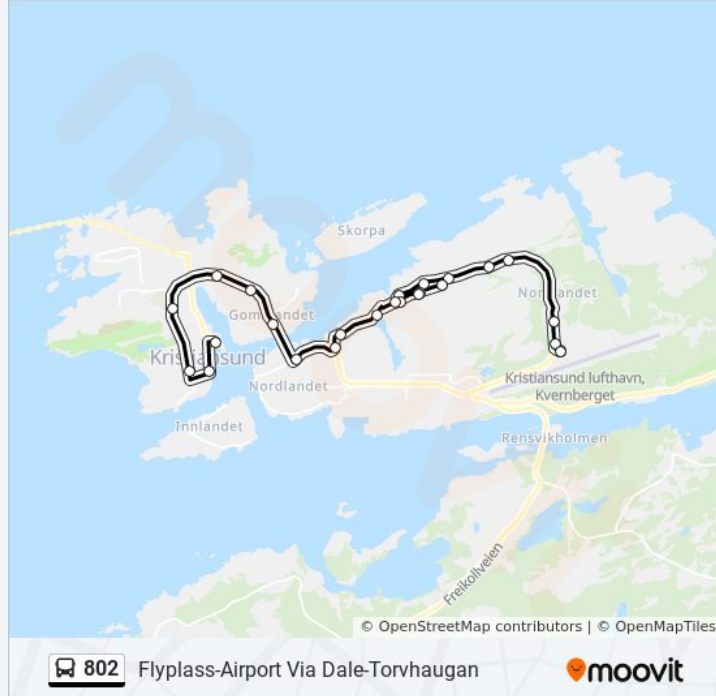 Skorpa
Nordlandet
Gomalandet
Kristiansund
Nordlandet
Kristiansund lufthavn,
Kvernberget
Innlandet
Rensvikholmen
Freikollveien
© OpenStreetMap contributors | © OpenMapTiles
802 Flyplass-Airport Via Dale-Torvhaugan moovit